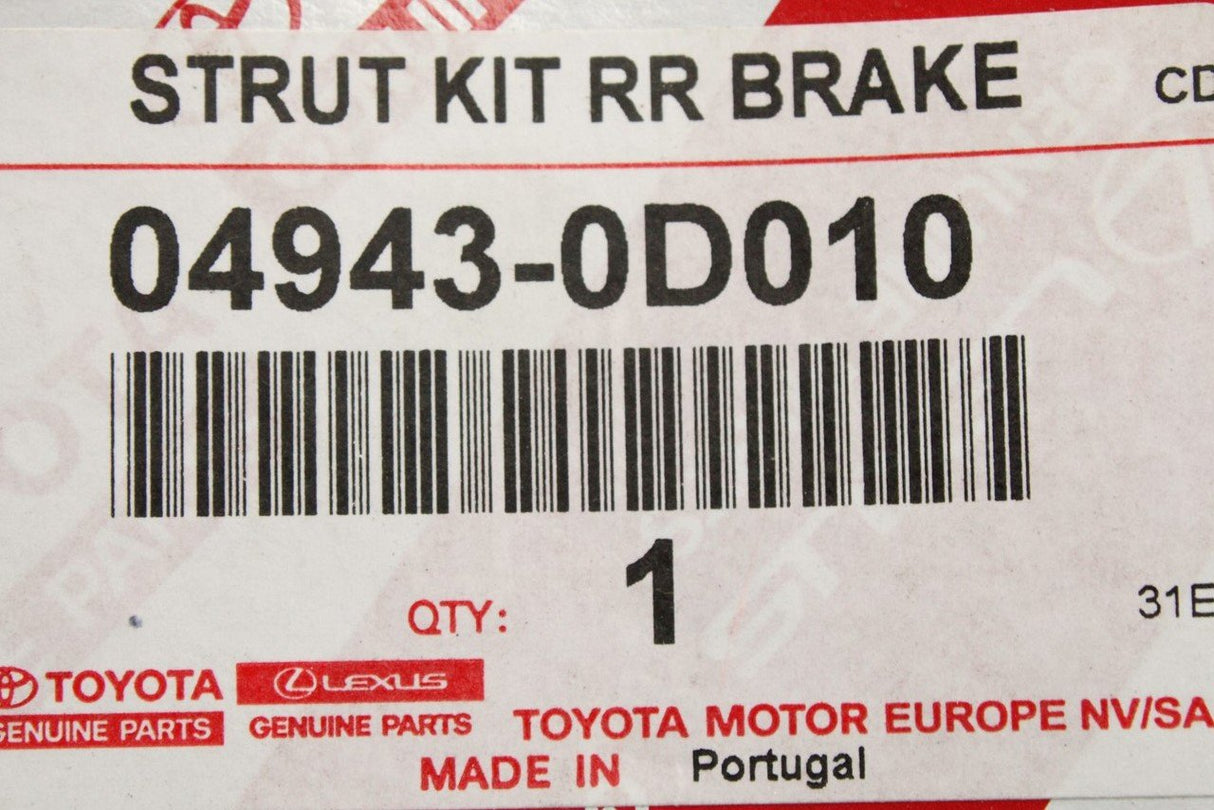 STRUT KIT RR BRAKE CD
04943-0D010
1
QTY:
31E
TOYOTA LEXUS
GENUINE PARTS GENUINE PARTS TOYOTA MOTOR EUROPE NV/SA
MADE IN Portugal